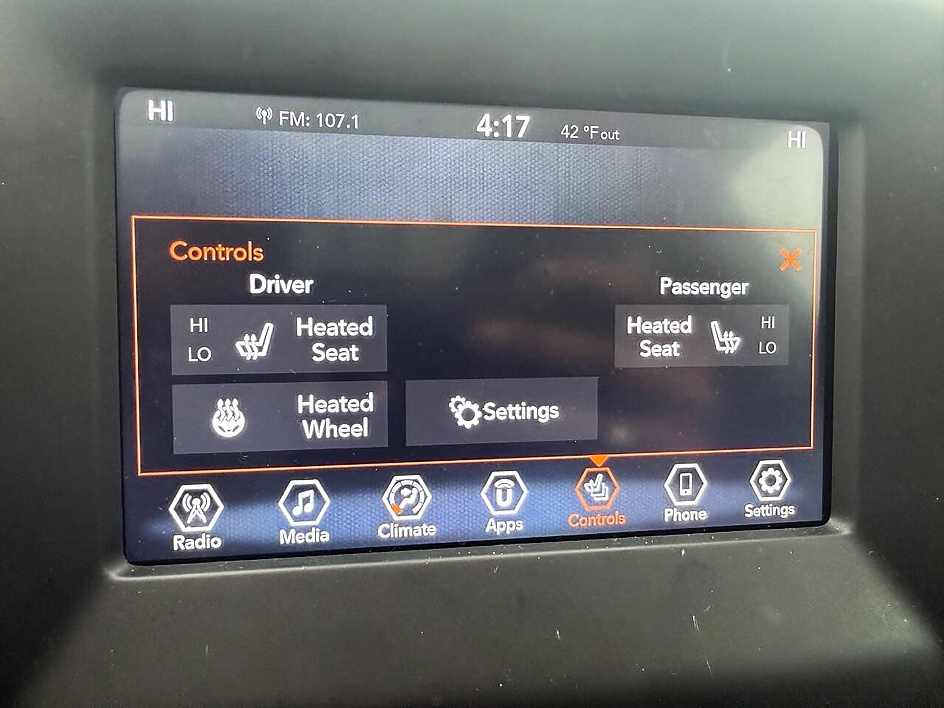 HI FM: 107.1 4:17 42 °F out HI
Controls
Driver
Passenger
HI
LO
Heated
Seat
Heated
Seat
HI
LO
Heated
Wheel
Settings
Radio
Media
Climate
Apps
Controls
Phone
Settings